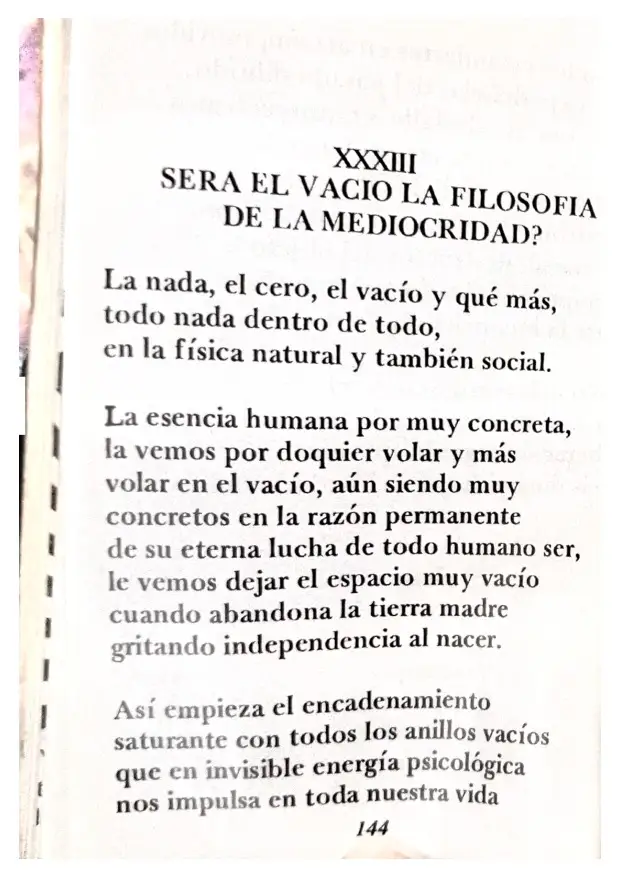 XXXIII
SERA EL VACIO LA FILOSOFIA
DE LA MEDIOCRIDAD?
La nada, el cero, el vacío y qué más,
todo nada dentro de todo,
en la física natural y también social.
La esencia humana por muy concreta,
la vemos por doquier volar y más
volar en el vacío, aún siendo muy
concretos en la razón permanente
de su eterna lucha de todo humano ser,
le vemos dejar el espacio muy vacío
cuando abandona la tierra madre
gritando independencia al nacer.
Así empieza el encadenamiento
saturante con todos los anillos vacíos
que en invisible energía psicológica
nos impulsa en toda nuestra vida
144